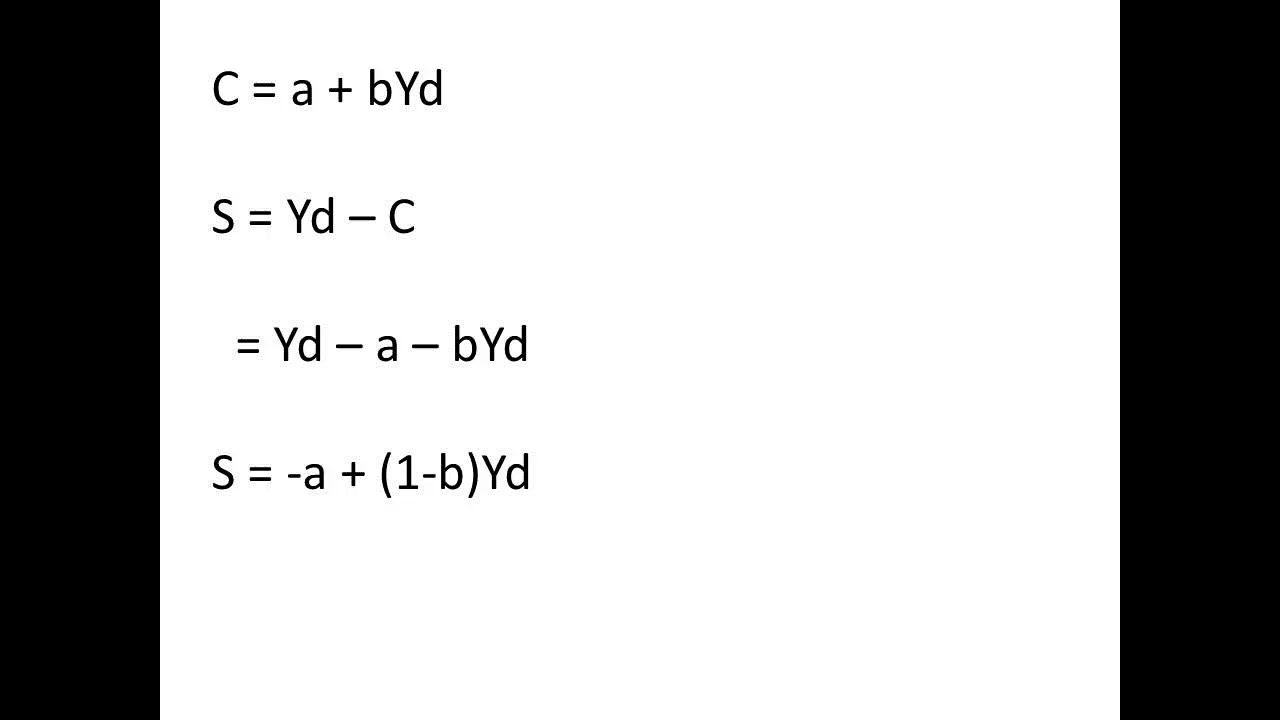 C = a + bYd
S = Yd – C
= Yd – a – bYd
S = -a + (1-b)Yd